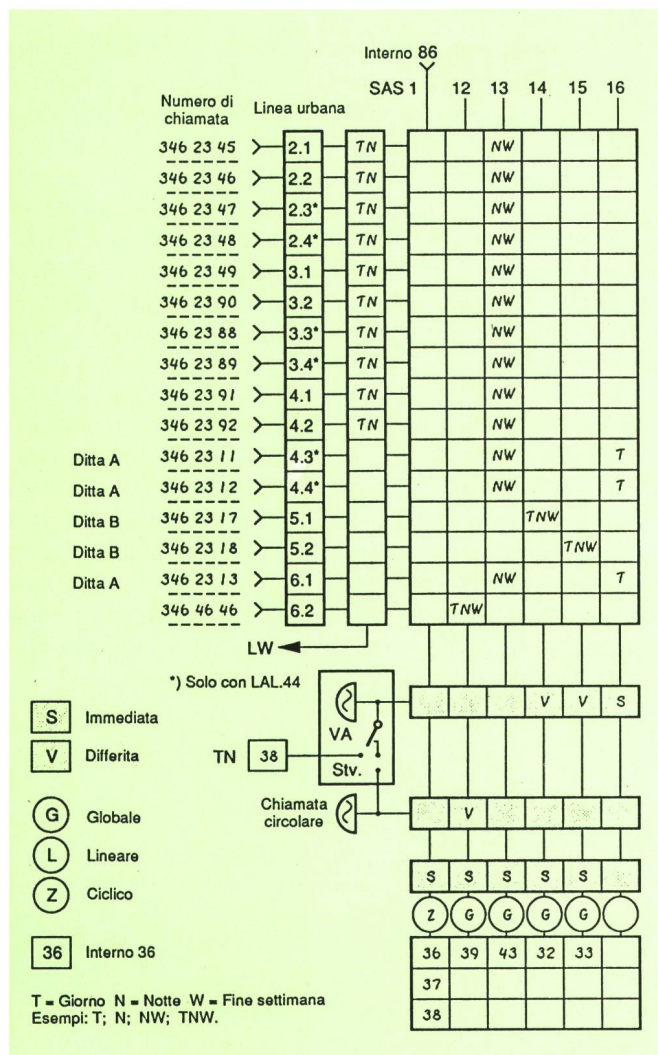 Interno 86
SAS 1 12 13 14 15 16
Numero di chiamata Linea urbana
346 23 45 2.1 TN NW
346 23 46 2.2 TN NW
346 23 47 2.3* TN NW
346 23 48 2.4* TN NW
346 23 49 3.1 TN NW
346 23 90 3.2 TN NW
346 23 88 3.3* TN NW
346 23 89 3.4* TN NW
346 23 91 4.1 TN NW
346 23 92 4.2 TN NW
Ditta A 346 23 11 4.3* NW T
Ditta A 346 23 12 4.4* NW T
Ditta B 346 23 17 5.1 TNW
Ditta B 346 23 18 5.2 TNW
Ditta A 346 23 13 6.1 NW T
346 46 46 6.2 TNW
LW
*) Solo con LAL.44
S Immediata
V V S
V Differita
VA
TN 38
Stv.
Chiamata circolare
V
G Globale
L Lineare
S S S S S
Z Ciclico
Z G G G G
36 Interno 36
36 39 43 32 33
37
38
T = Giorno N = Notte W = Fine settimana
Esempi: T; N; NW; TNW.